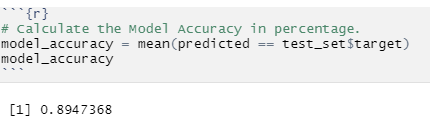 ```{r}
# Calculate the Model Accuracy in percentage.
model_accuracy = mean(predicted == test_set$target)
model_accuracy
```
[1] 0.8947368